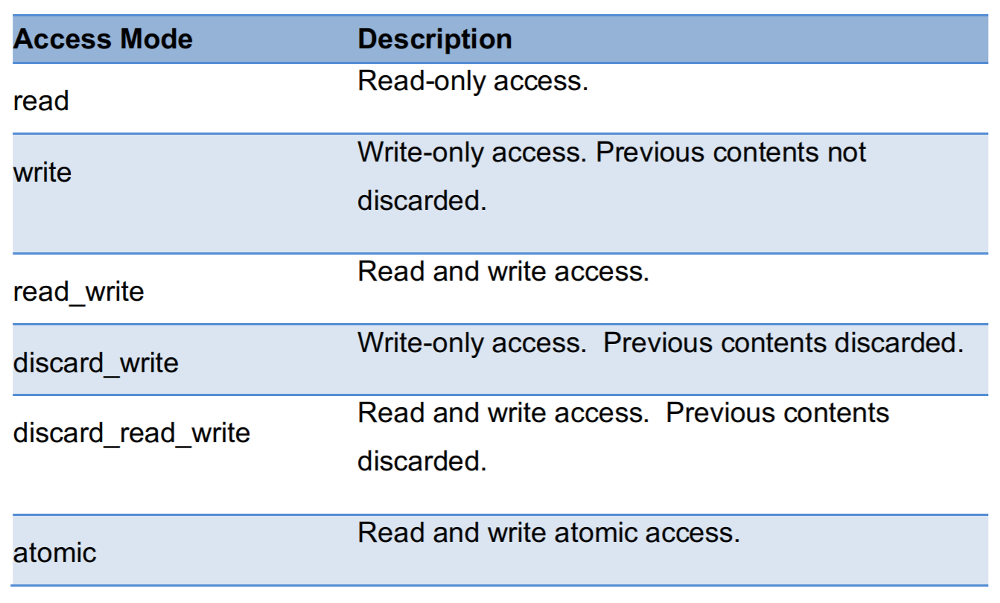 Access Mode Description
read Read-only access.
write Write-only access. Previous contents not
discarded.
read_write Read and write access.
discard_write Write-only access.  Previous contents discarded.
discard_read_write Read and write access.  Previous contents
discarded.
atomic Read and write atomic access.